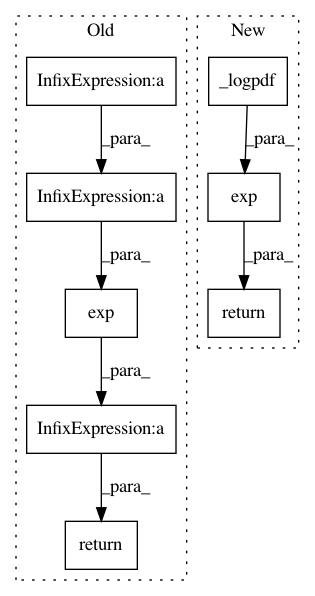 Old
InfixExpression:a
_para_
InfixExpression:a
_para_
exp
_para_
InfixExpression:a
_para_
return
New
_logpdf
_para_
exp
_para_
return